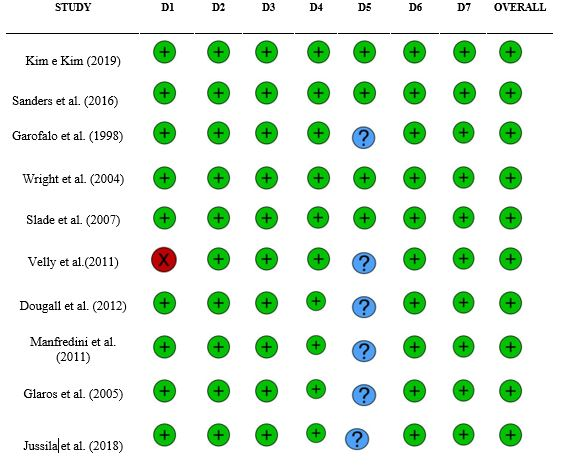 STUDY D1 D2 D3 D4 D5 D6 D7 OVERALL
Kim e Kim (2019) + + + + + + + +
Sanders et al. (2016) + + + + + + + +
Garofalo et al. (1998) + + + + ? + + +
Wright et al. (2004) + + + + + + + +
Slade et al. (2007) + + + + + + + +
Velly et al.(2011) X + + + ? + + +
Dougall et al. (2012) + + + + ? + + +
Manfredini et al.
(2011) + + + + ? + + +
Glaros et al. (2005) + + + + ? + + +
Jussila et al. (2018) + + + + ? + + +